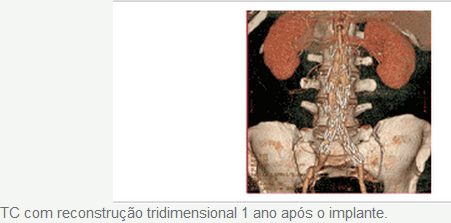 TC com reconstrução tridimensional 1 ano após o implante.